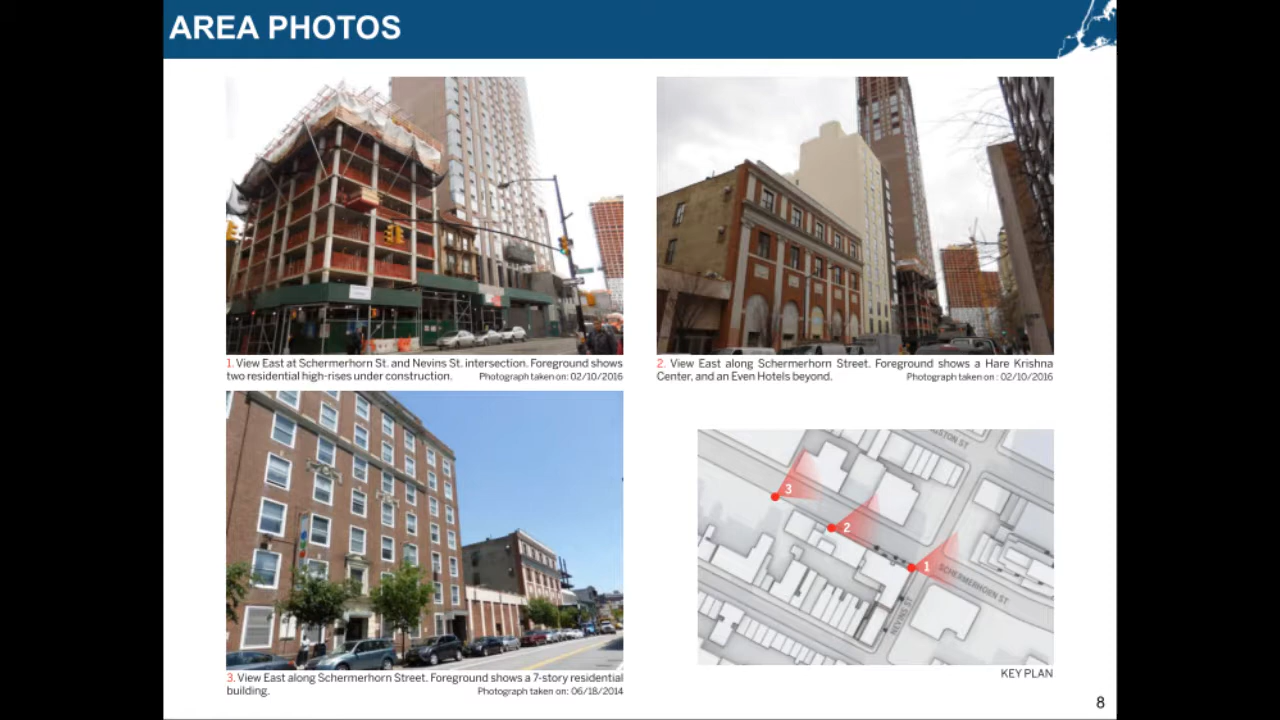 AREA PHOTOS
1. View East at Schermerhorn St. and Nevins St. intersection. Foreground shows
two residential high-rises under construction. Photograph taken on: 02/10/2016
2. View East along Schermerhorn Street. Foreground shows a Hare Krishna
Center, and an Even Hotels beyond. Photograph taken on: 02/10/2016
3. View East along Schermerhorn Street. Foreground shows a 7-story residential
building. Photograph taken on: 06/18/2014
3
2
1
SCHERMERHORN ST
NEVINS ST
KEY PLAN
8